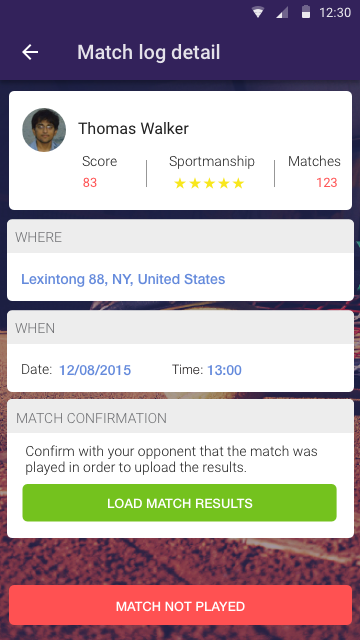 12:30
Match log detail
Thomas Walker
Score Sportmanship Matches
83 123
WHERE
Lexintong 88, NY, United States
WHEN
Date: 12/08/2015 Time: 13:00
MATCH CONFIRMATION
Confirm with your opponent that the match was
played in order to upload the results.
LOAD MATCH RESULTS
MATCH NOT PLAYED